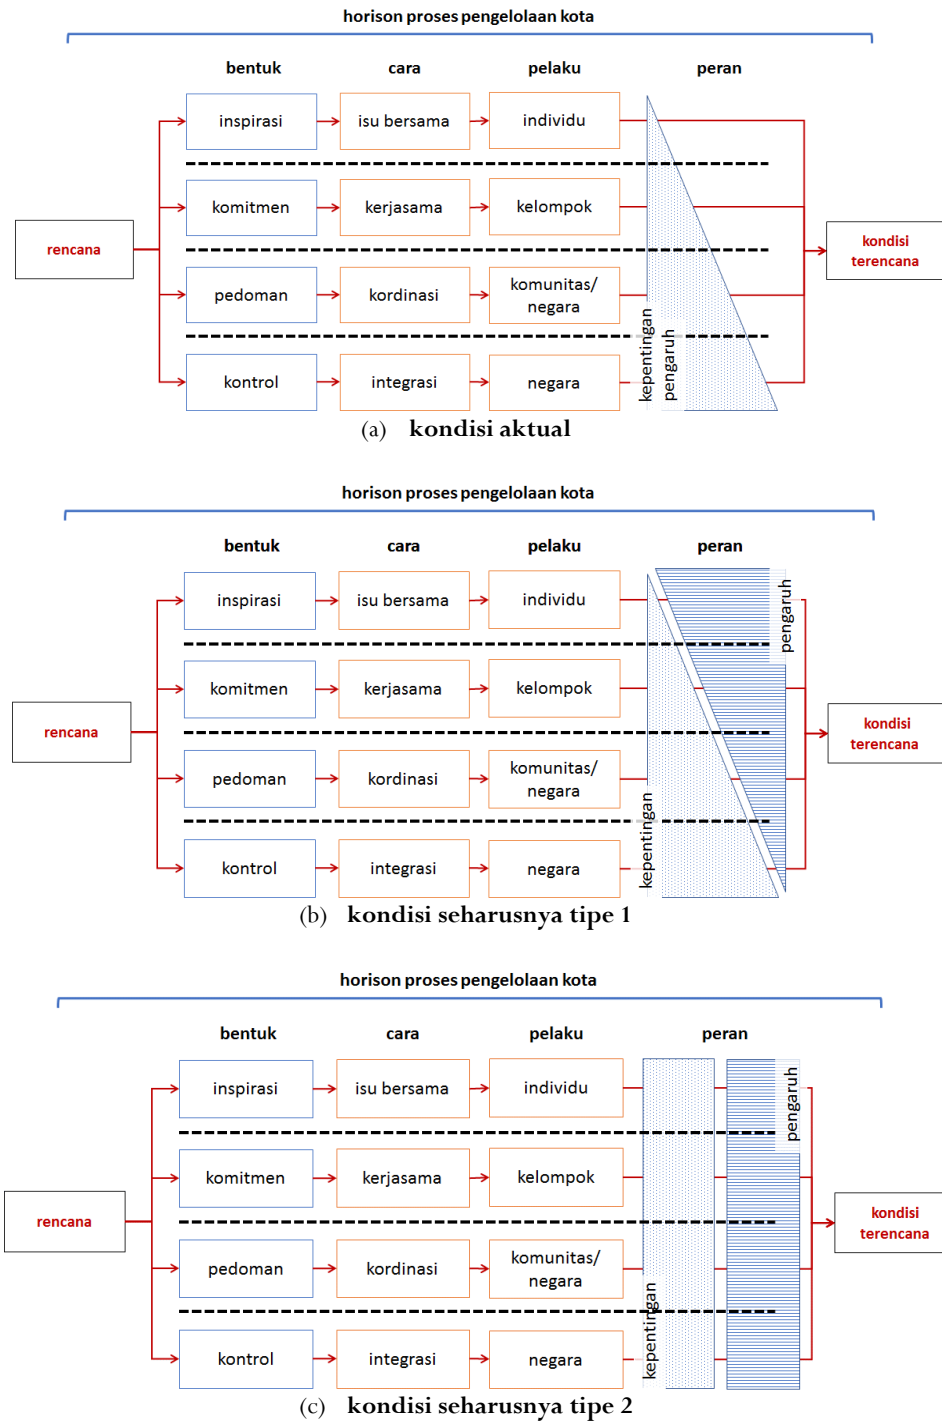 horison proses pengelolaan kota
bentuk cara pelaku peran
inspirasi isu bersama individu
komitmen kerjasama kelompok
rencana
kondisi
terencana
pedoman kordinasi komunitas/
negara
kontrol integrasi negara
kepentingan
pengaruh
(a) kondisi aktual
horison proses pengelolaan kota
bentuk cara pelaku peran
inspirasi isu bersama individu
pengaruh
komitmen kerjasama kelompok
rencana
kondisi
terencana
pedoman kordinasi komunitas/
negara
kontrol integrasi negara
kepentingan
(b) kondisi seharusnya tipe 1
horison proses pengelolaan kota
bentuk cara pelaku peran
inspirasi isu bersama individu
pengaruh
komitmen kerjasama kelompok
rencana
kondisi
terencana
pedoman kordinasi komunitas/
negara
kontrol integrasi negara
kepentingan
(c) kondisi seharusnya tipe 2